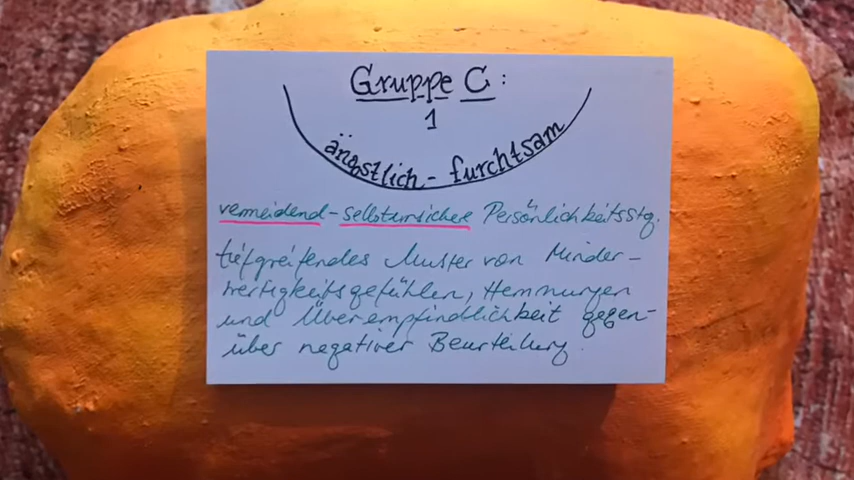 Gruppe C:
1
ängstlich - furchtsam
vermeidend-selbstunsichere Persönlichkeitsstg.
tiefgreifendes Muster von Minder-
wertigkeitsgefühlen, Hemmungen
und Überempfindlichkeit gegen-
über negativer Beurteilung.